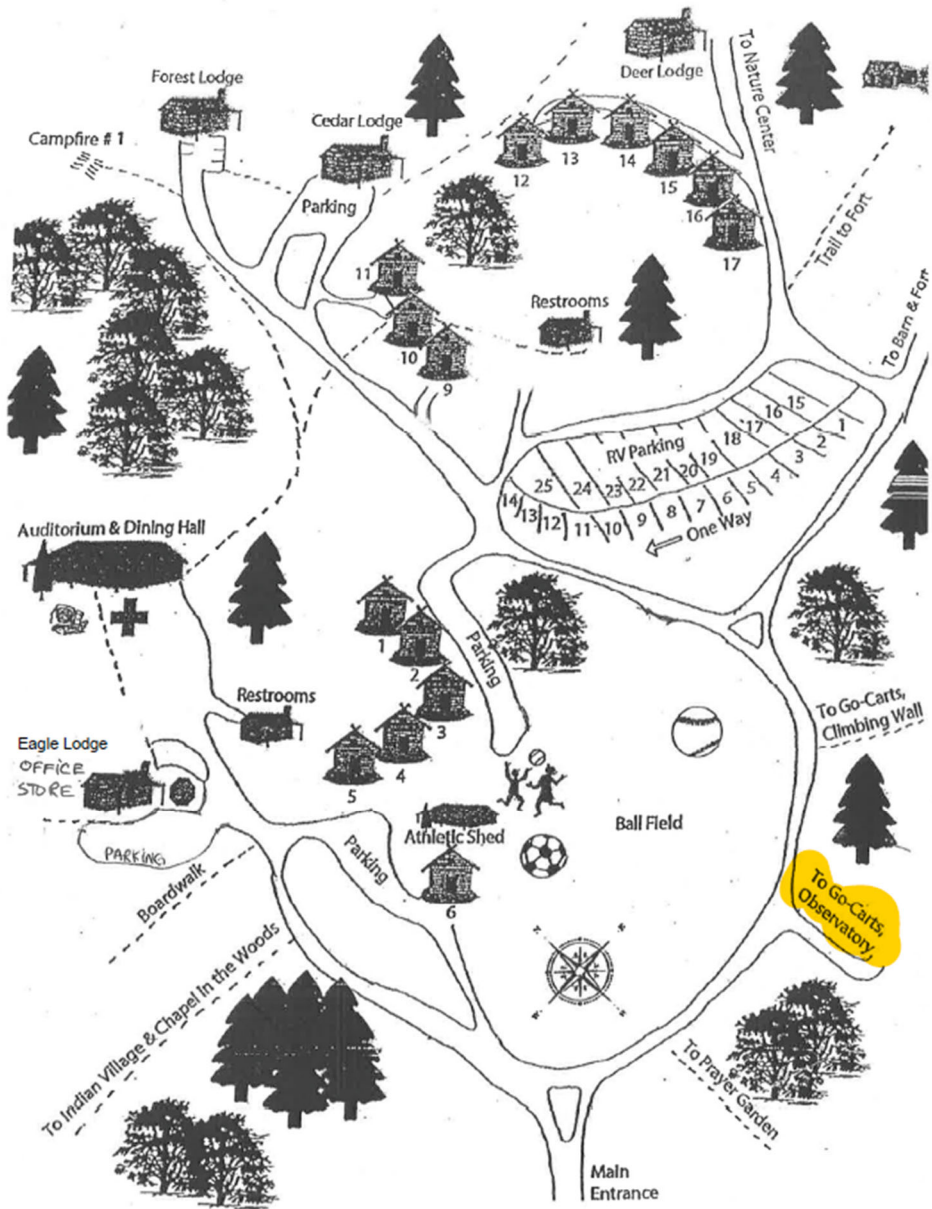 Forest Lodge
Deer Lodge
To Nature Center
Campfire # 1
Cedar Lodge
Parking
12
13
14
15
16
17
Trail to Fort
11
10
9
Restrooms
To Barn & Fort
RV Parking
15
16
17
18
19
20
21
22
23
24
25
1
2
3
4
5
6
7
8
9
10
11
12
13
14
One Way
Auditorium & Dining Hall
1
2
3
4
5
Parking
Restrooms
To Go-Carts,
Climbing Wall
Eagle Lodge
OFFICE
STORE
PARKING
Parking
Athletic Shed
6
Ball Field
Boardwalk
To Go-Carts,
Observatory
To Indian Village & Chapel In the Woods
To Prayer Garden
Main
Entrance